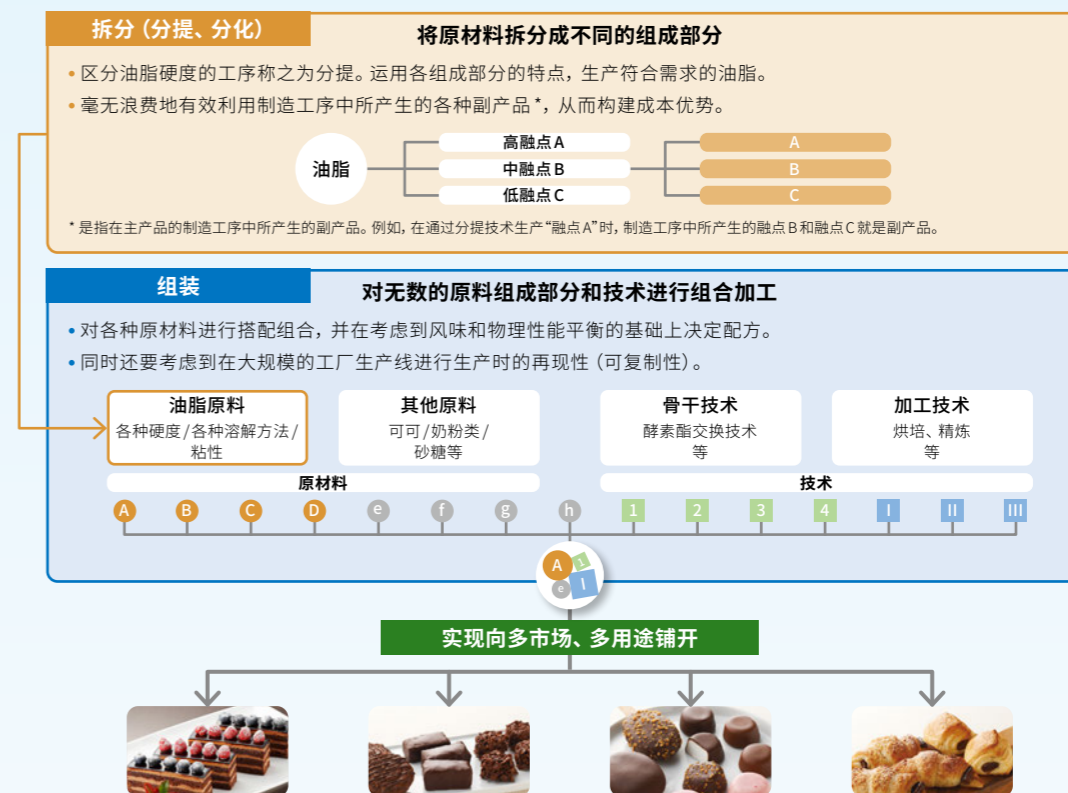 拆分（分提、分化）
将原材料拆分成不同的组成部分
• 区分油脂硬度的工序称之为分提。运用各组成部分的特点，生产符合需求的油脂。
• 毫无浪费地有效利用制造工序中所产生的各种副产品*，从而构建成本优势。
油脂
高融点A
中融点B
低融点C
A
B
C
* 是指在主产品的制造工序中所产生的副产品。例如，在通过分提技术生产“融点A”时，制造工序中所产生的融点B和融点C就是副产品。
组装
对无数的原料组成部分和技术进行组合加工
• 对各种原材料进行搭配组合，并在考虑到风味和物理性能平衡的基础上决定配方。
• 同时还要考虑到在大规模的工厂生产线进行生产时的再现性（可复制性）。
油脂原料
各种硬度/各种溶解方法/
粘性
其他原料
可可/奶粉类/
砂糖等
骨干技术
酵素酯交换技术
等
加工技术
烘培、精炼
等
原材料
技术
A B C D e f g h 1 2 3 4 I II III
A 1
e I
实现向多市场、多用途铺开